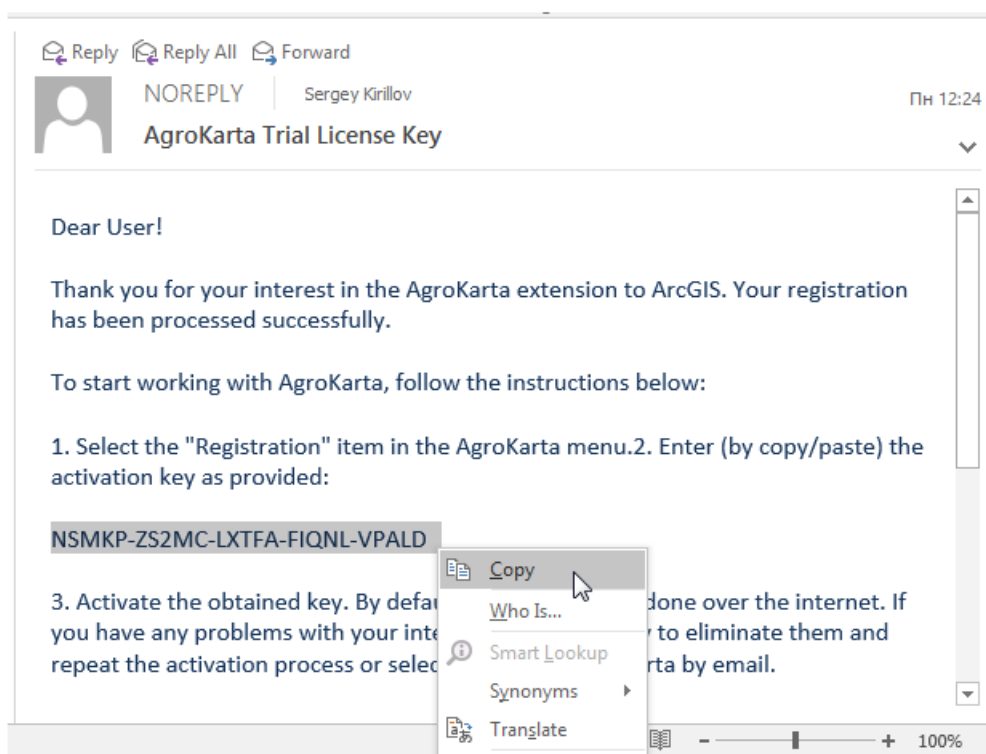 Reply Reply All Forward
NOREPLY Sergey Kirillov
Пн 12:24
AgroKarta Trial License Key
Dear User!
Thank you for your interest in the AgroKarta extension to ArcGIS. Your registration
has been processed successfully.
To start working with AgroKarta, follow the instructions below:
1. Select the "Registration" item in the AgroKarta menu.2. Enter (by copy/paste) the
activation key as provided:
NSMKP-ZS2MC-LXTFA-FIQNL-VPALD
Copy
3. Activate the obtained key. By defau done over the internet. If
Who Is...
you have any problems with your inte to eliminate them and
Smart Lookup
repeat the activation process or selec rta by email.
Synonyms
Translate
100%